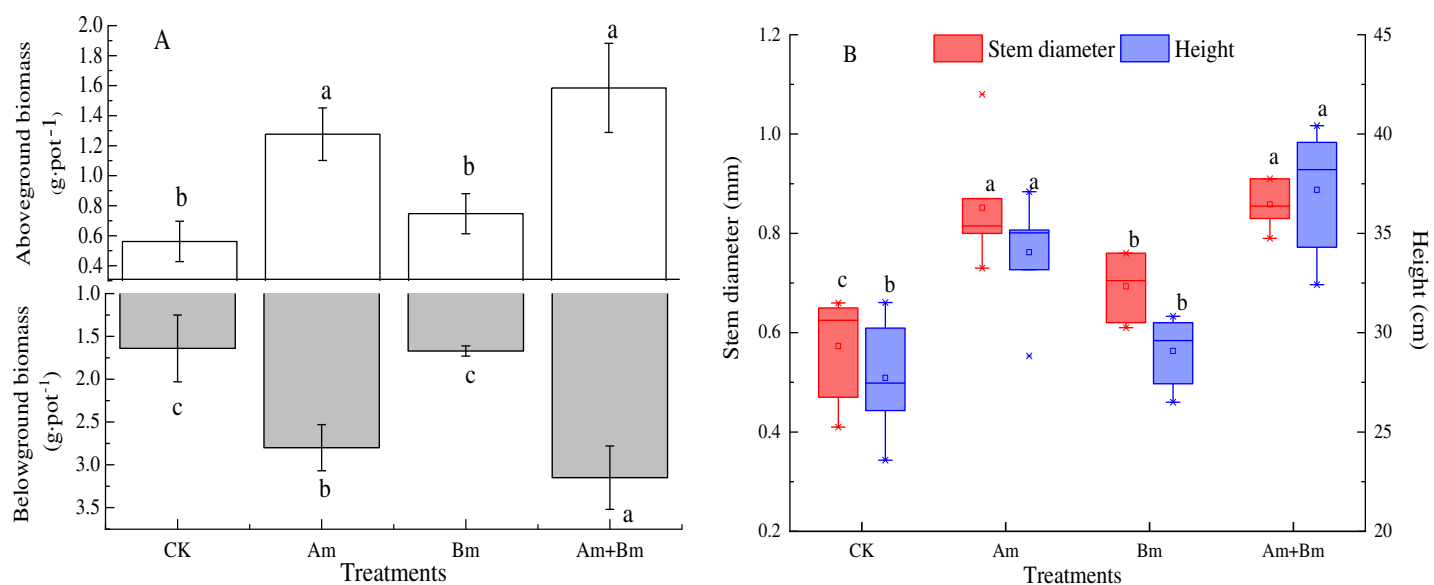 A
Aboveground biomass
(g·pot⁻¹)
2.0
1.8
1.6
1.4
1.2
1.0
0.8
0.6
0.4
b
a
b
a
Belowground biomass
(g·pot⁻¹)
1.0
1.5
2.0
2.5
3.0
3.5
c
b
c
a
CK Am Bm Am+Bm
Treatments
B
Stem diameter Height
Stem diameter (mm)
1.2
1.0
0.8
0.6
0.4
0.2
c b a a b b a a
45
40
35
30
25
20
Height (cm)
CK Am Bm Am+Bm
Treatments